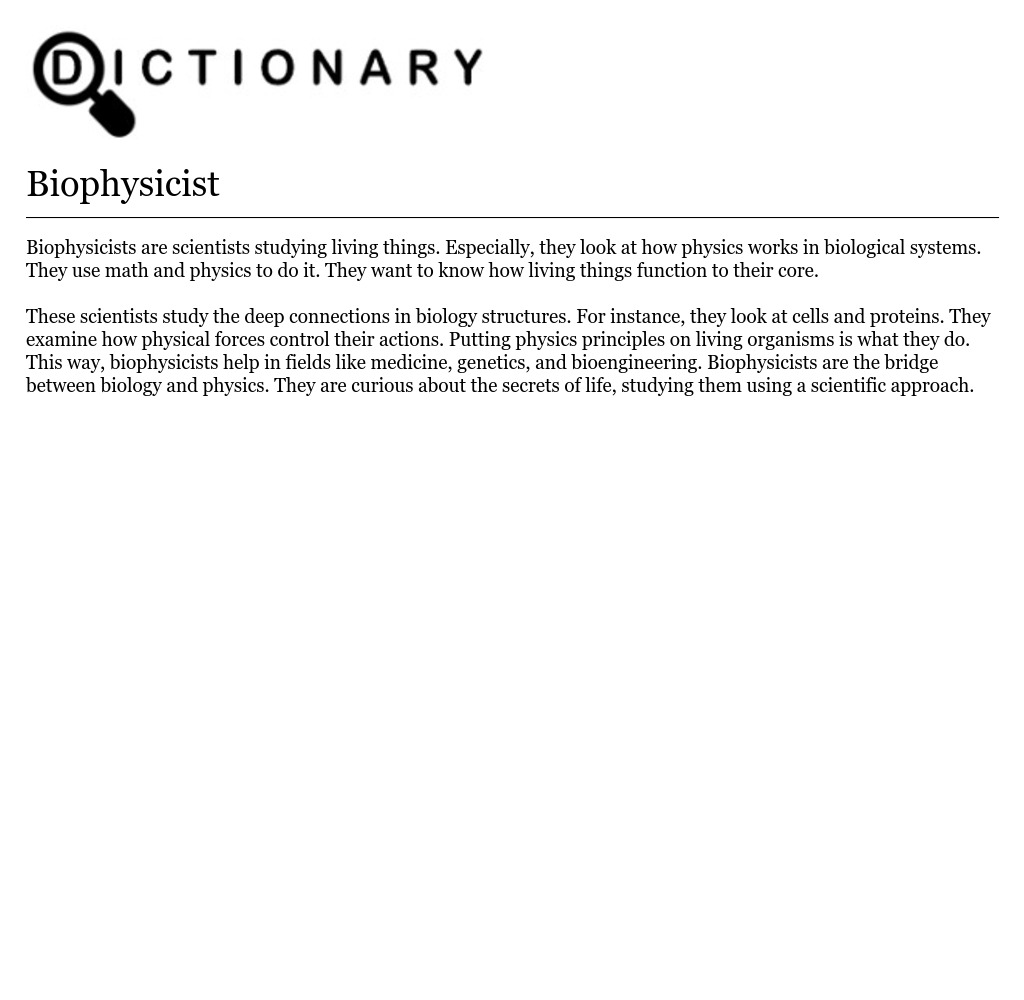 DICTIONARY
Biophysicist
Biophysicists are scientists studying living things. Especially, they look at how physics works in biological systems.
They use math and physics to do it. They want to know how living things function to their core.
These scientists study the deep connections in biology structures. For instance, they look at cells and proteins. They
examine how physical forces control their actions. Putting physics principles on living organisms is what they do.
This way, biophysicists help in fields like medicine, genetics, and bioengineering. Biophysicists are the bridge
between biology and physics. They are curious about the secrets of life, studying them using a scientific approach.